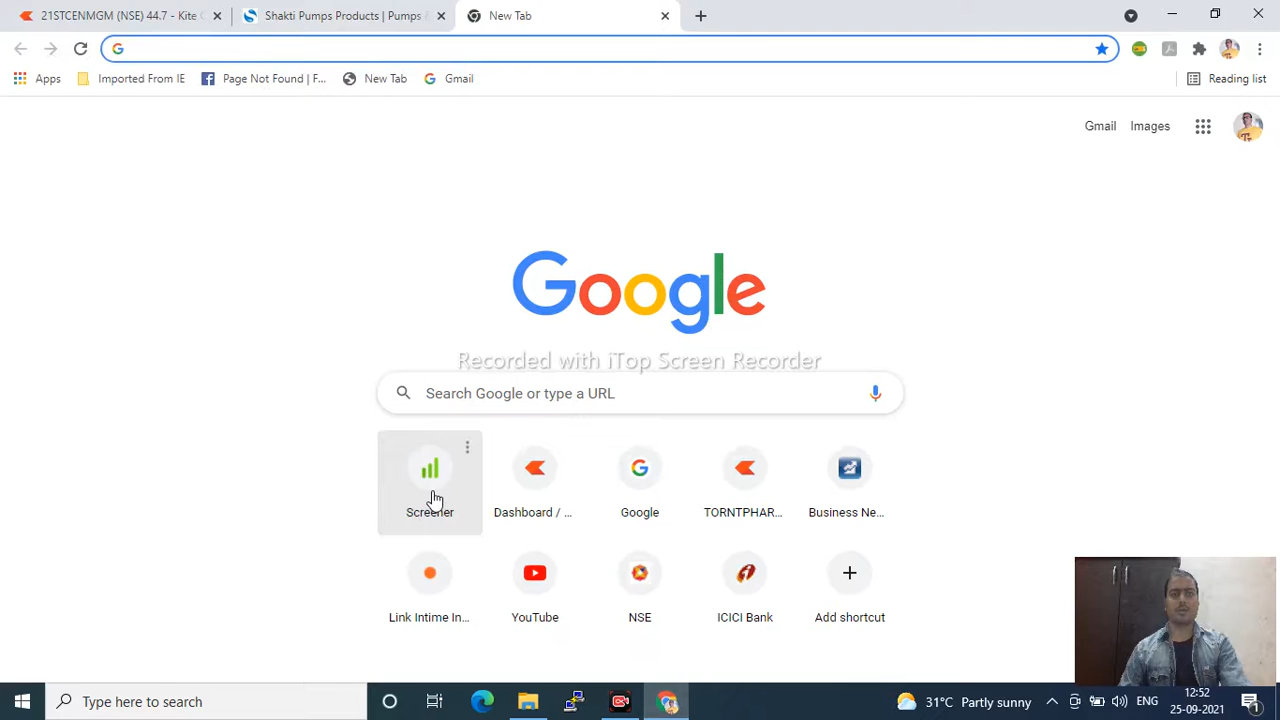 21STCENMGM (NSE) 44.7 - Kite
Shakti Pumps Products | Pumps &
New Tab
Apps
Imported From IE
Page Not Found | F...
New Tab
Gmail
Reading list
Gmail
Images
Google
Recorded with iTop Screen Recorder
Search Google or type a URL
Screener
Dashboard / ...
Google
TORNTPHAR...
Business Ne...
Link Intime In...
YouTube
NSE
ICICI Bank
Add shortcut
Type here to search
31°C Partly sunny
ENG
12:52
25-09-2021